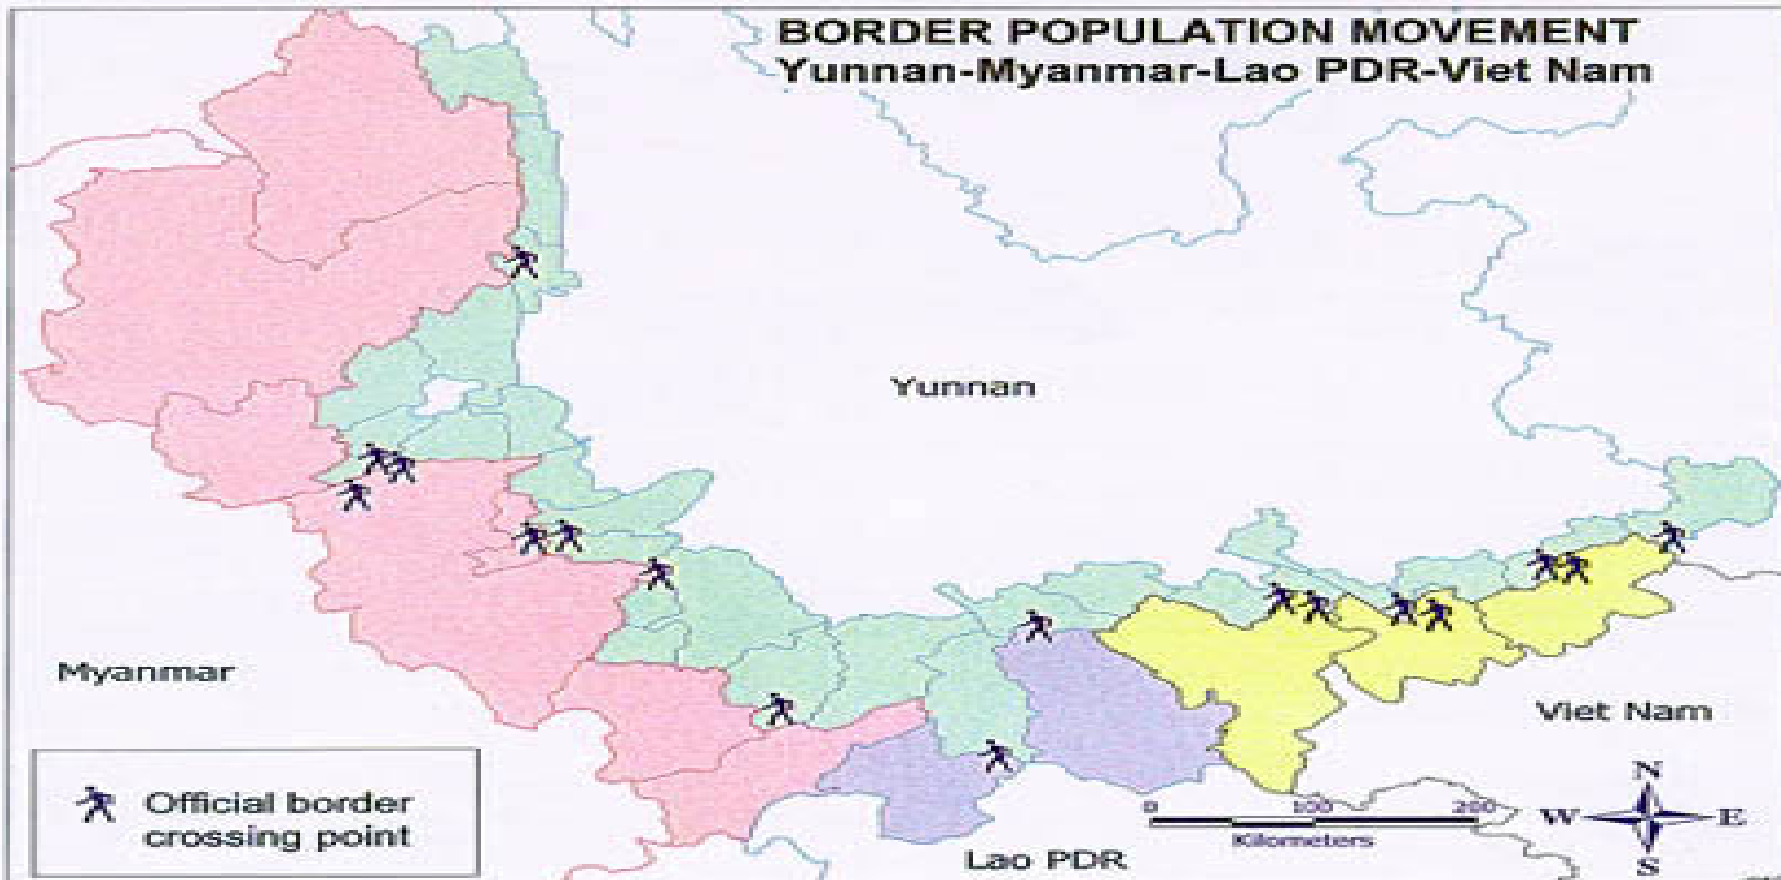 BORDER POPULATION MOVEMENT
Yunnan-Myanmar-Lao PDR-Viet Nam
Yunnan
Myanmar
Viet Nam
Lao PDR
Official border
crossing point
0 100 200
Kilometers
N
W E
S